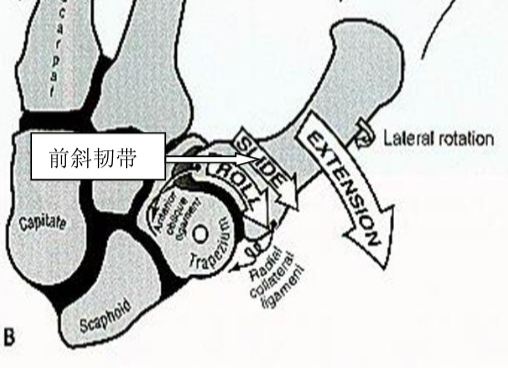 carpal
SLIDE
ROLL
EXTENSION
Lateral rotation
前斜韧带
Capitate
Anterior
oblique
ligament
Trapezium
Radial
collateral
ligament
Scaphoid
B